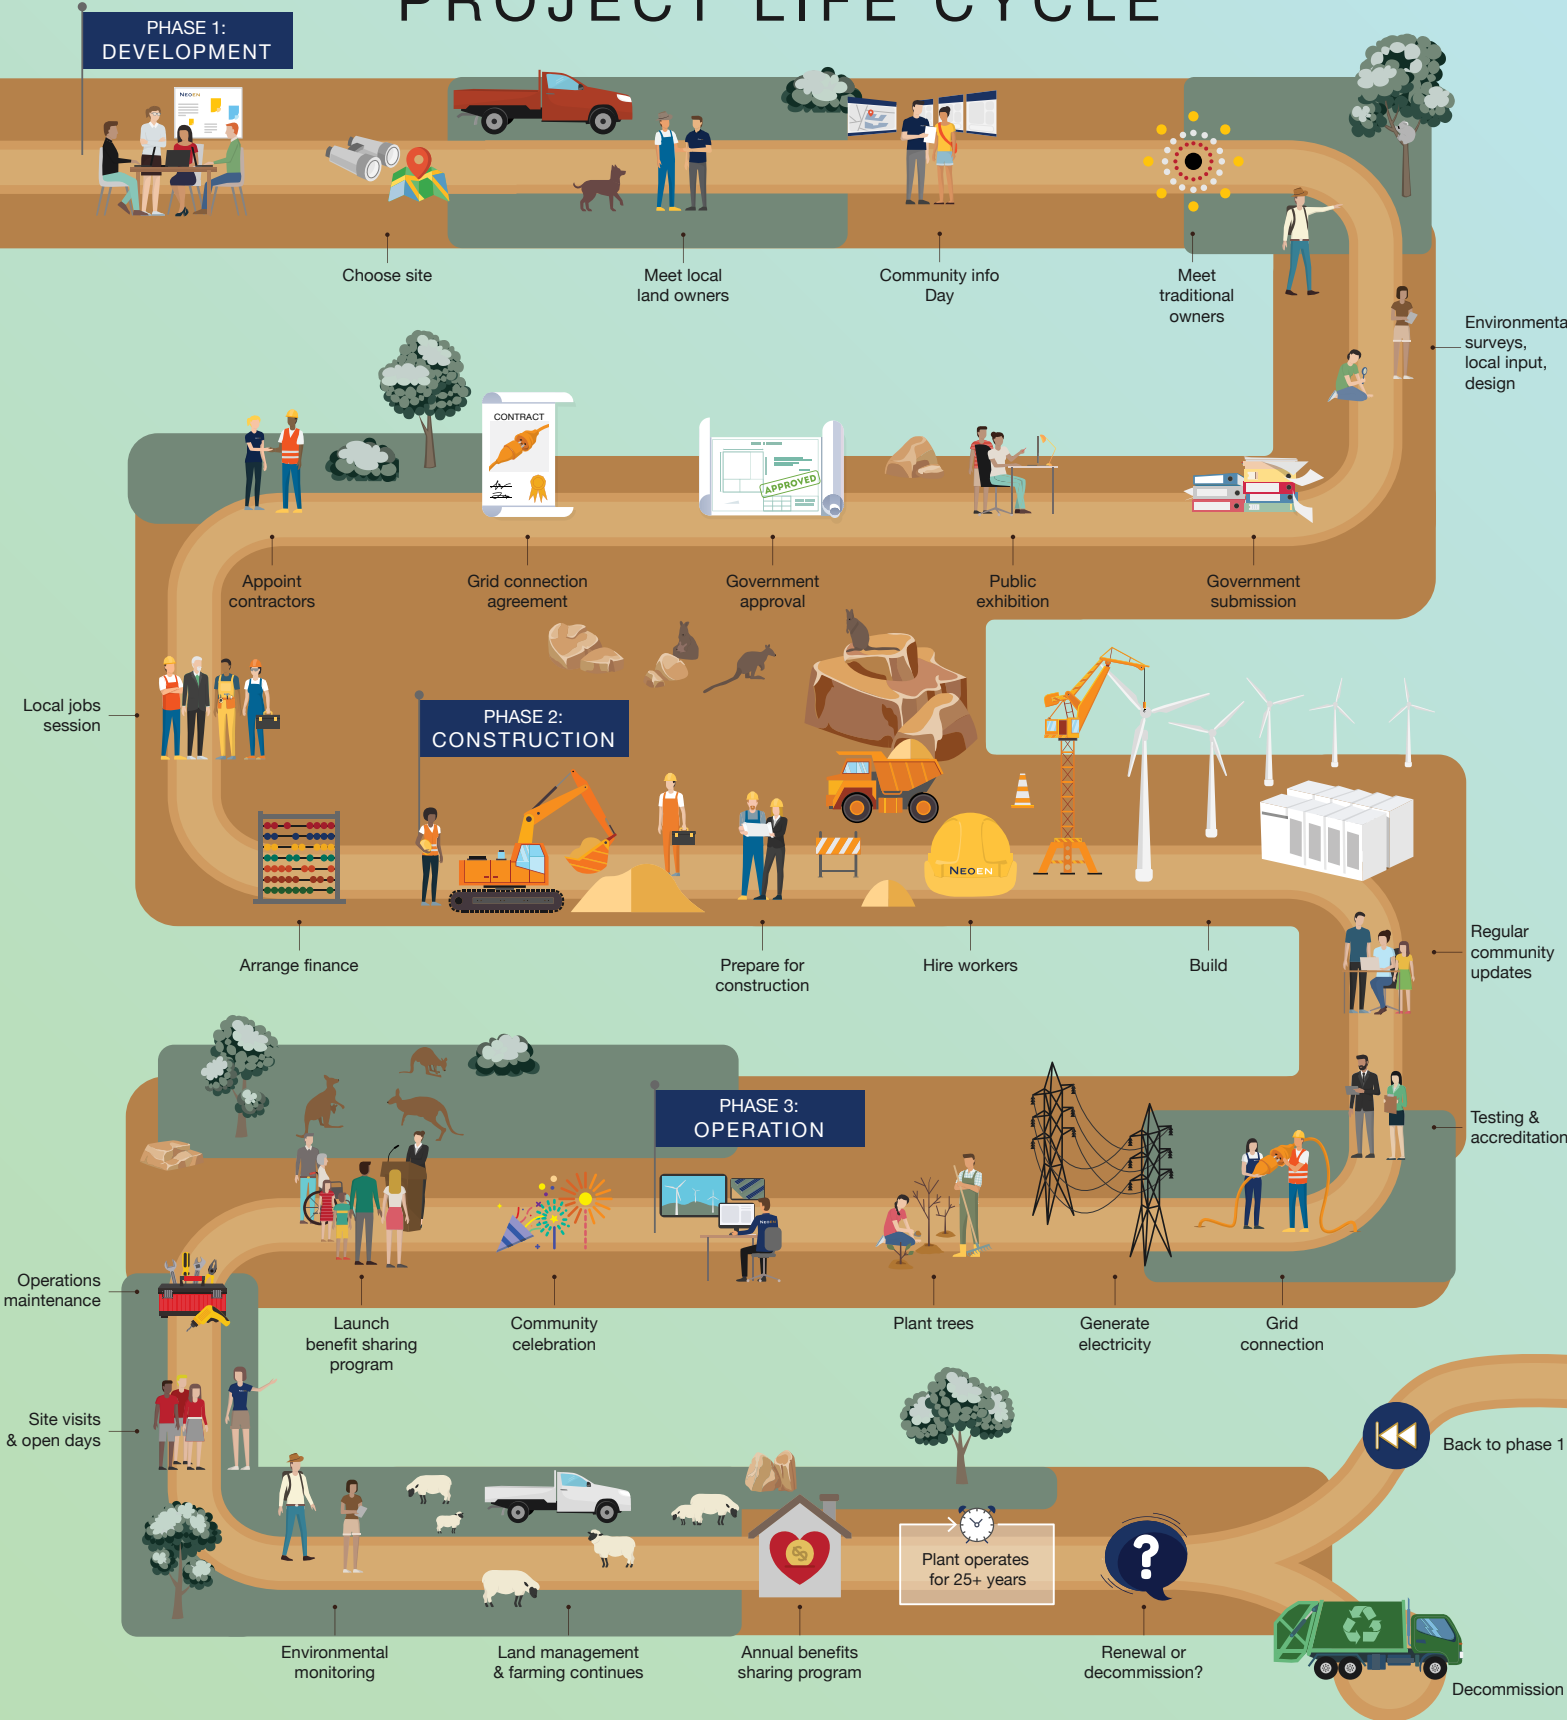 PROJECT LIFE CYCLE
PHASE 1:
DEVELOPMENT
NEOEN
Choose site
Meet local
land owners
Community info
Day
Meet
traditional
owners
Environmenta
surveys,
local input,
design
Government
submission
Public
exhibition
APPROVED
Government
approval
CONTRACT
Grid connection
agreement
Appoint
contractors
Local jobs
session
Arrange finance
PHASE 2:
CONSTRUCTION
Prepare for
construction
NEOEN
Hire workers
Build
Regular
community
updates
Testing &
accreditation
Grid
connection
Generate
electricity
Plant trees
PHASE 3:
OPERATION
NEOEN
Community
celebration
Launch
benefit sharing
program
Operations
maintenance
Site visits
& open days
Environmental
monitoring
Land management
& farming continues
$
Annual benefits
sharing program
Plant operates
for 25+ years
?
Renewal or
decommission?
Back to phase 1
Decommission